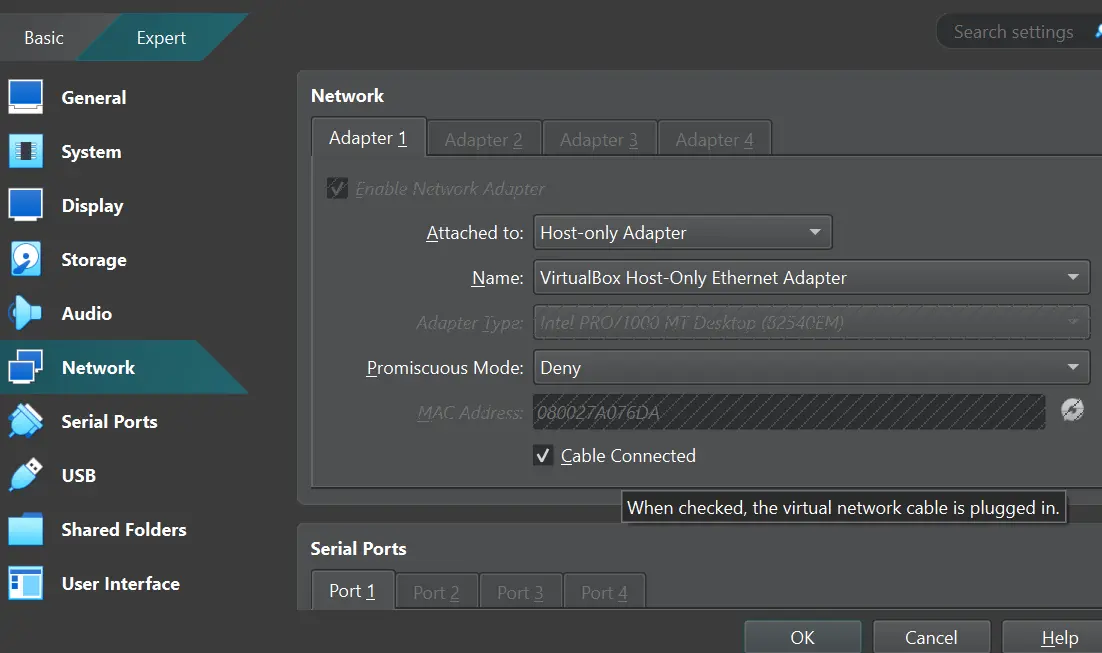 Basic
Expert
Search settings
General
System
Display
Storage
Audio
Network
Serial Ports
USB
Shared Folders
User Interface
Network
Adapter 1
Adapter 2
Adapter 3
Adapter 4
Enable Network Adapter
Attached to: Host-only Adapter
Name: VirtualBox Host-Only Ethernet Adapter
Adapter Type: Intel PRO/1000 MT Desktop (82540EM)
Promiscuous Mode: Deny
MAC Address: 080027A076DA
Cable Connected
When checked, the virtual network cable is plugged in.
Serial Ports
Port 1
Port 2
Port 3
Port 4
OK
Cancel
Help